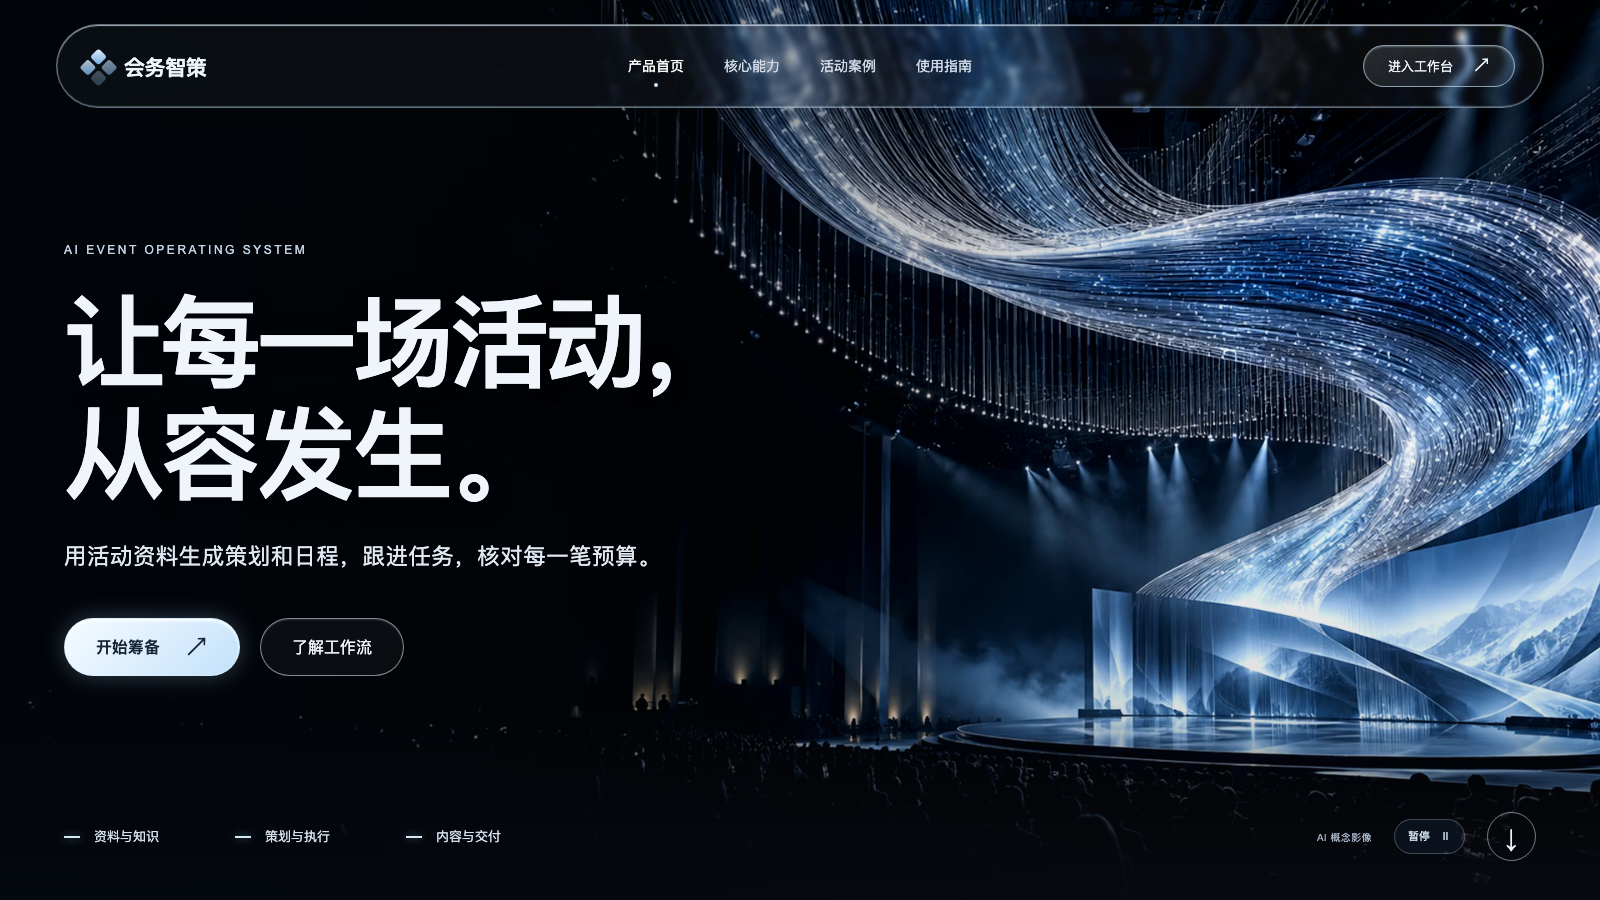 会务智策
产品首页
核心能力
活动案例
使用指南
进入工作台
AI EVENT OPERATING SYSTEM
让每一场活动，
从容发生。
用活动资料生成策划和日程，跟进任务，核对每一笔预算。
开始筹备
了解工作流
资料与知识
策划与执行
内容与交付
AI 概念影像
暂停